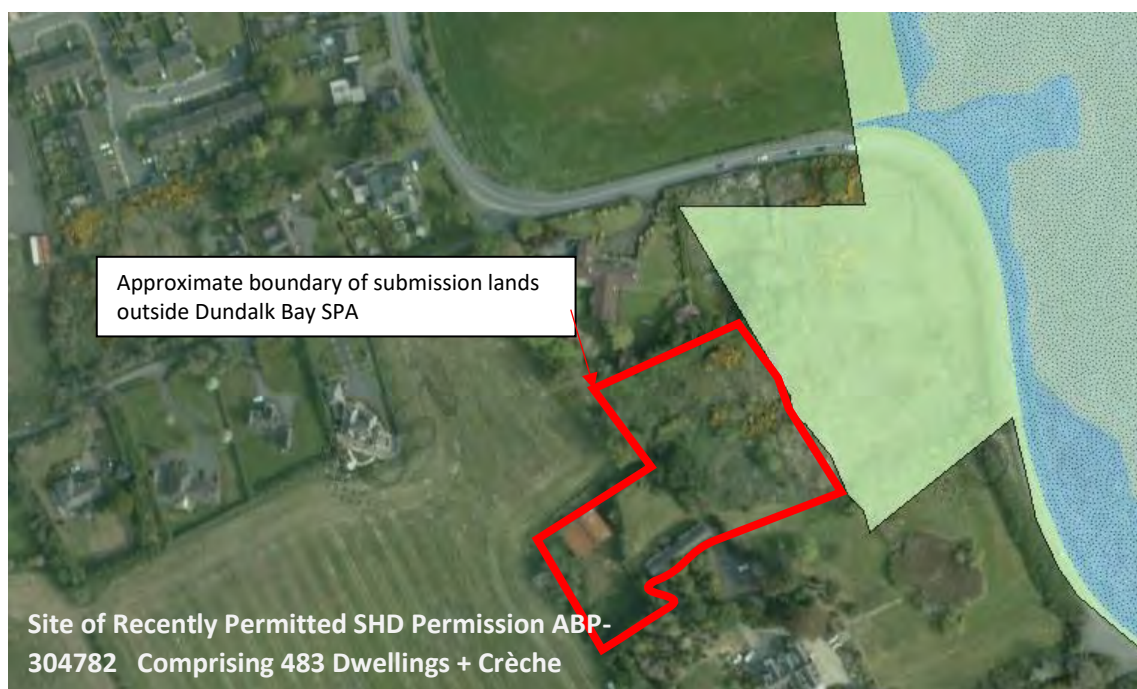 Approximate boundary of submission lands
outside Dundalk Bay SPA
Site of Recently Permitted SHD Permission ABP-
304782 Comprising 483 Dwellings + Crèche